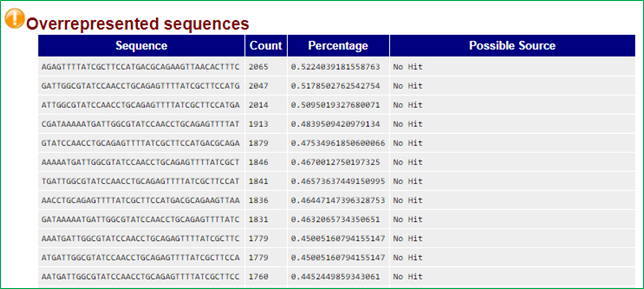 Overrepresented sequences
Sequence Count Percentage Possible Source
AGAGTTTTATCGCTTCCATGACGCAGAAGTTAACACTTTC 2065 0.5224039181558763 No Hit
GATTGGCGTATCCAACCTGCAGAGTTTTATCGCTTCCATG 2047 0.5178502762542754 No Hit
ATTGGCGTATCCAACCTGCAGAGTTTTATCGCTTCCATGA 2014 0.5095019327680071 No Hit
CGATAAAAATGATTGGCGTATCCAACCTGCAGAGTTTTAT 1913 0.4839509420979134 No Hit
GTATCCAACCTGCAGAGTTTTATCGCTTCCATGACGCAGA 1879 0.47534961850600066 No Hit
AAAAATGATTGGCGTATCCAACCTGCAGAGTTTTATCGCT 1846 0.4670012750197325 No Hit
TGATTGGCGTATCCAACCTGCAGAGTTTTATCGCTTCCAT 1841 0.46573637449150995 No Hit
AACCTGCAGAGTTTTATCGCTTCCATGACGCAGAAGTTAA 1836 0.46447147396328753 No Hit
GATAAAAATGATTGGCGTATCCAACCTGCAGAGTTTTATC 1831 0.4632065734350651 No Hit
AAATGATTGGCGTATCCAACCTGCAGAGTTTTATCGCTTC 1779 0.45005160794155147 No Hit
ATGATTGGCGTATCCAACCTGCAGAGTTTTATCGCTTCCA 1779 0.45005160794155147 No Hit
AATGATTGGCGTATCCAACCTGCAGAGTTTTATCGCTTCC 1760 0.4452449859343061 No Hit